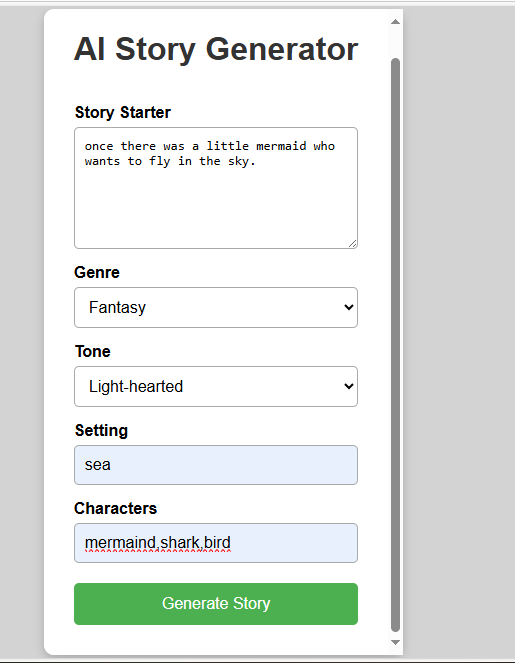 AI Story Generator
Story Starter
once there was a little mermaid who
wants to fly in the sky.
Genre
Fantasy
Tone
Light-hearted
Setting
sea
Characters
mermaind,shark,bird
Generate Story